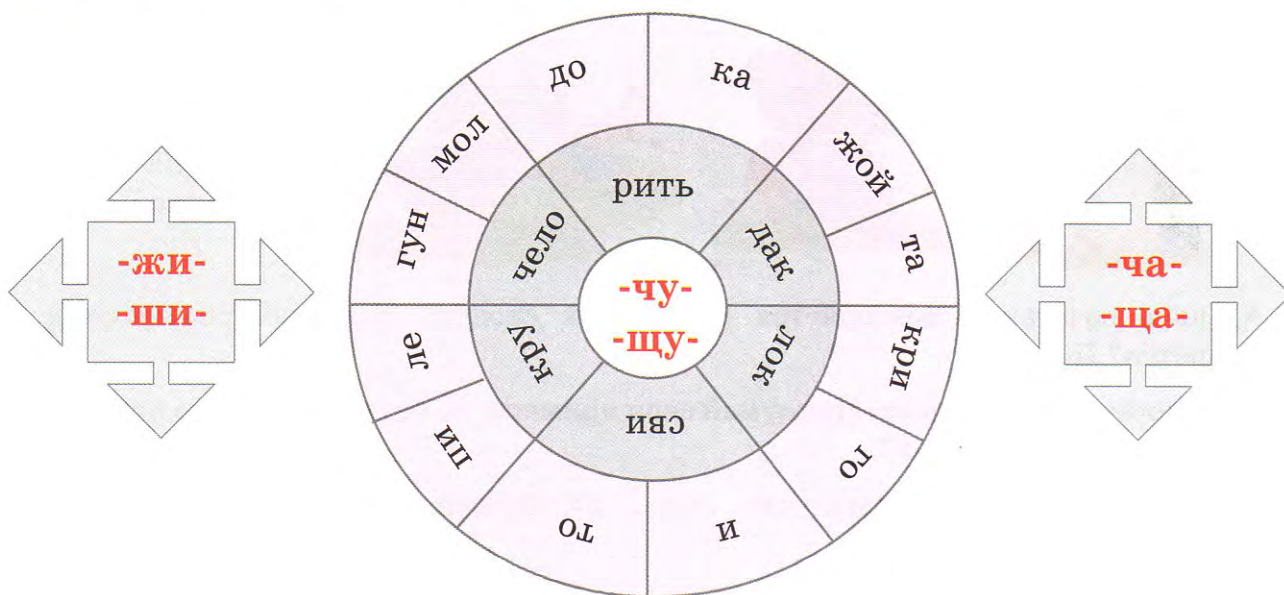 -жи-
-ши-
до
ка
жой
та
кри
го
и
то
пи
ле
гун
мол
рить
дак
лок
сви
кру
чело
-чу-
-щу-
-ча-
-ща-